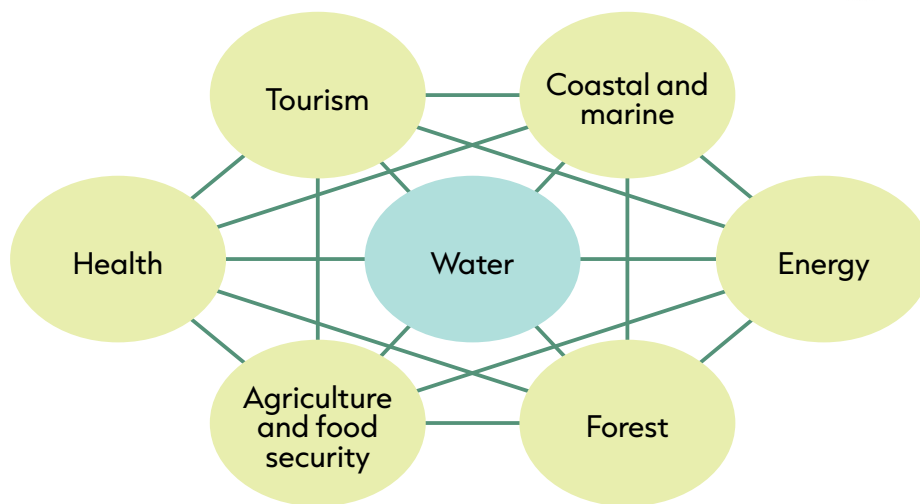 Tourism
Coastal and
marine
Health
Water
Energy
Agriculture
and food
security
Forest